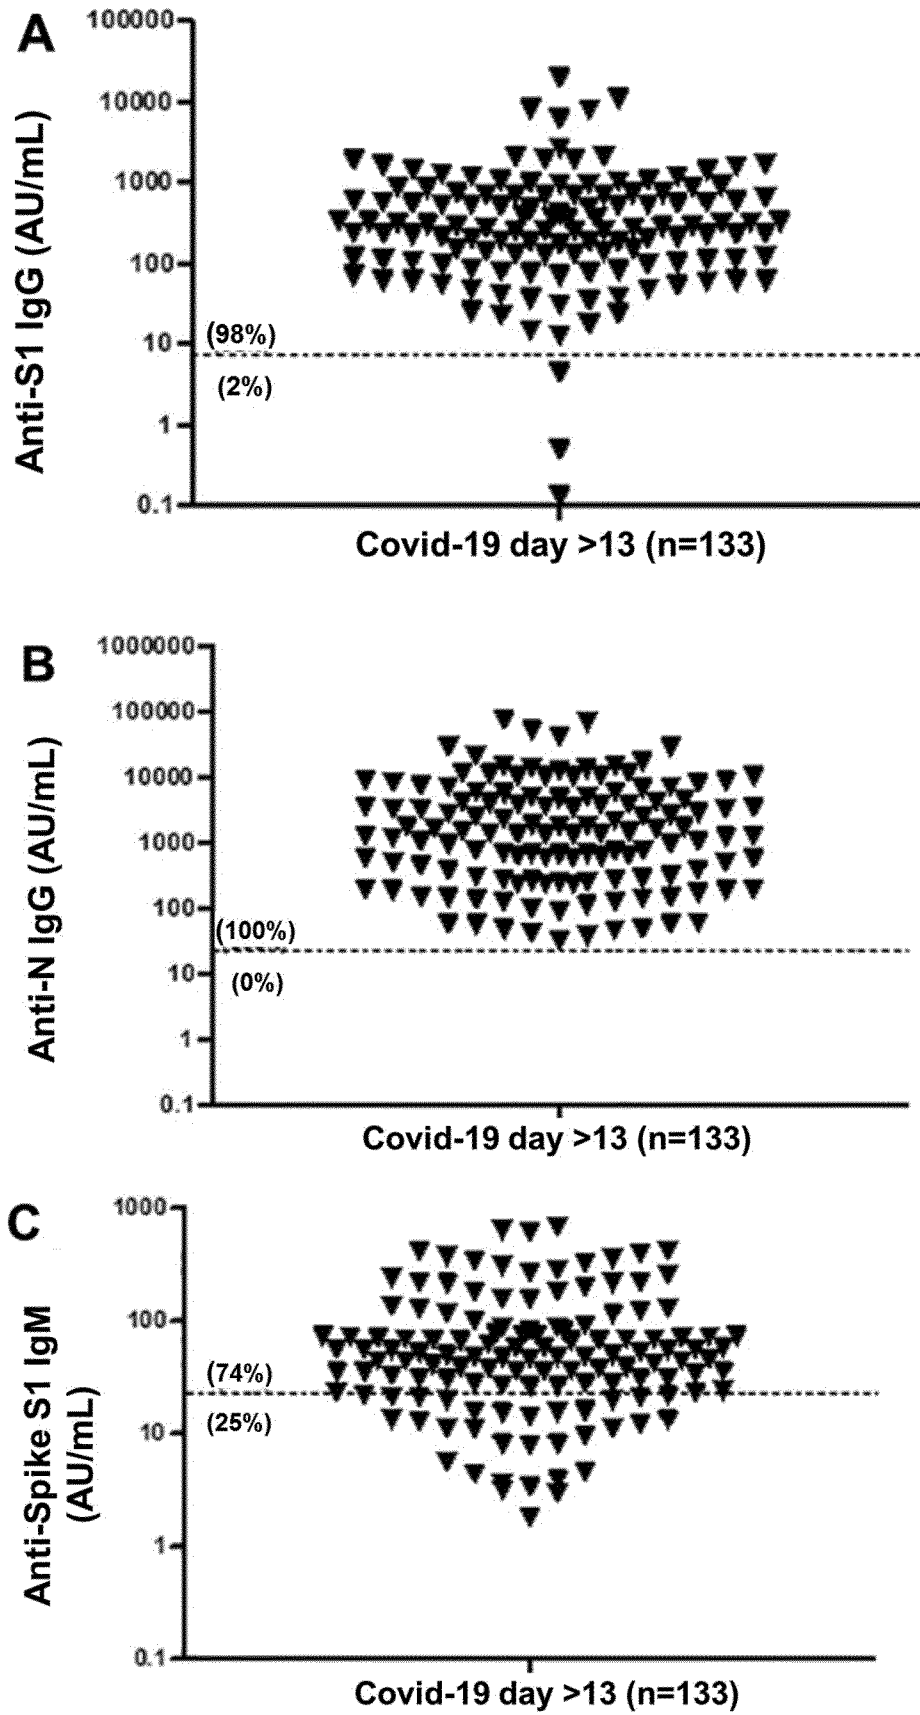 A
Anti-S1 IgG (AU/mL)
100000
10000
1000
100
10
1
0.1
(98%)
(2%)
Covid-19 day >13 (n=133)
B
Anti-N IgG (AU/mL)
1000000
100000
10000
1000
100
10
1
0.1
(100%)
(0%)
Covid-19 day >13 (n=133)
C
Anti-Spike S1 IgM
(AU/mL)
1000
100
10
1
0.1
(74%)
(25%)
Covid-19 day >13 (n=133)